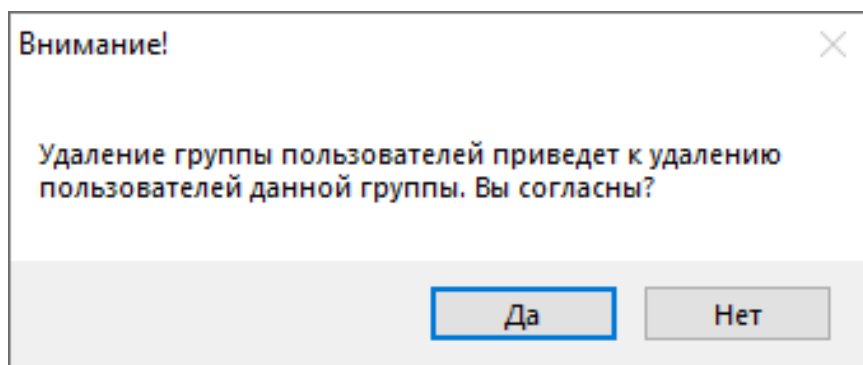 Внимание!
Удаление группы пользователей приведет к удалению
пользователей данной группы. Вы согласны?
Да
Нет